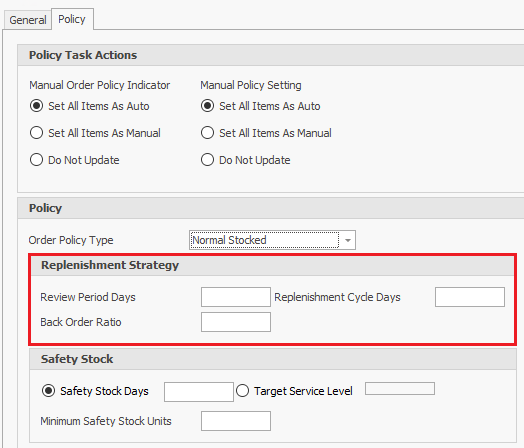 General Policy
Policy Task Actions
Manual Order Policy Indicator Manual Policy Setting
Set All Items As Auto Set All Items As Auto
Set All Items As Manual Set All Items As Manual
Do Not Update Do Not Update
Policy
Order Policy Type Normal Stocked
Replenishment Strategy
Review Period Days Replenishment Cycle Days
Back Order Ratio
Safety Stock
Safety Stock Days Target Service Level
Minimum Safety Stock Units